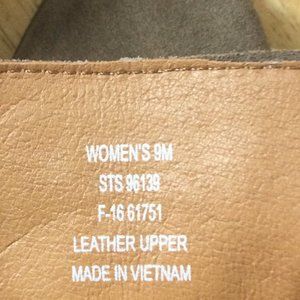 WOMEN'S 9M
STS 96139
F-16 61751
LEATHER UPPER
MADE IN VIETNAM